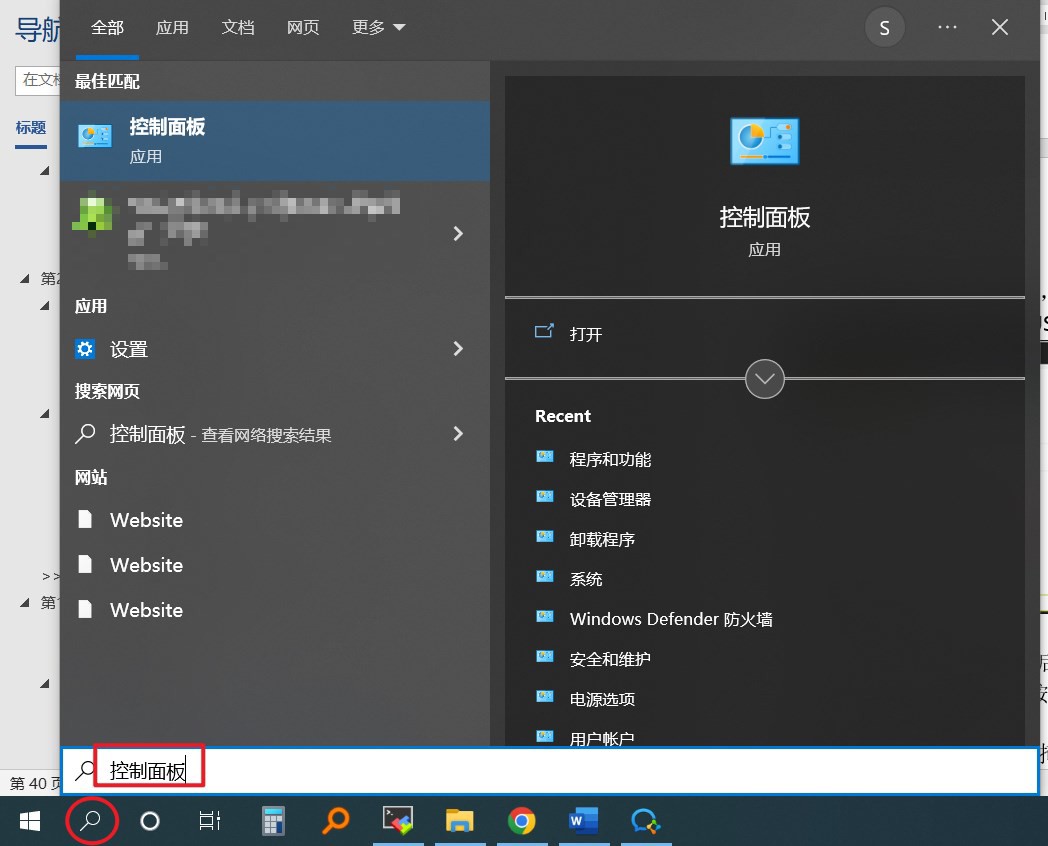 导航
在文档
标题
第2
>>
第1
第 40 页
全部 应用 文档 网页 更多
S
最佳匹配
控制面板
应用
应用
设置
搜索网页
控制面板 - 查看网络搜索结果
网站
Website
Website
Website
控制面板
应用
打开
Recent
程序和功能
设备管理器
卸载程序
系统
Windows Defender 防火墙
安全和维护
电源选项
用户帐户
控制面板
W